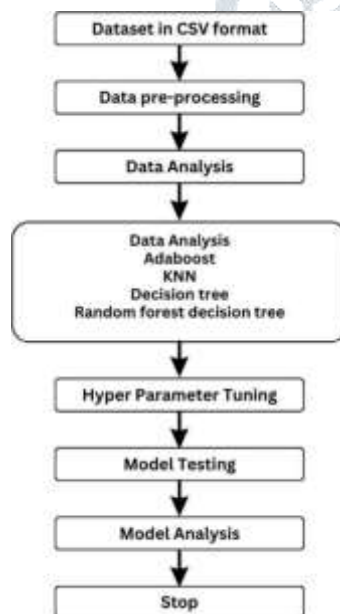 Dataset in CSV format
Data pre-processing
Data Analysis
Data Analysis
Adaboost
KNN
Decision tree
Random forest decision tree
Hyper Parameter Tuning
Model Testing
Model Analysis
Stop